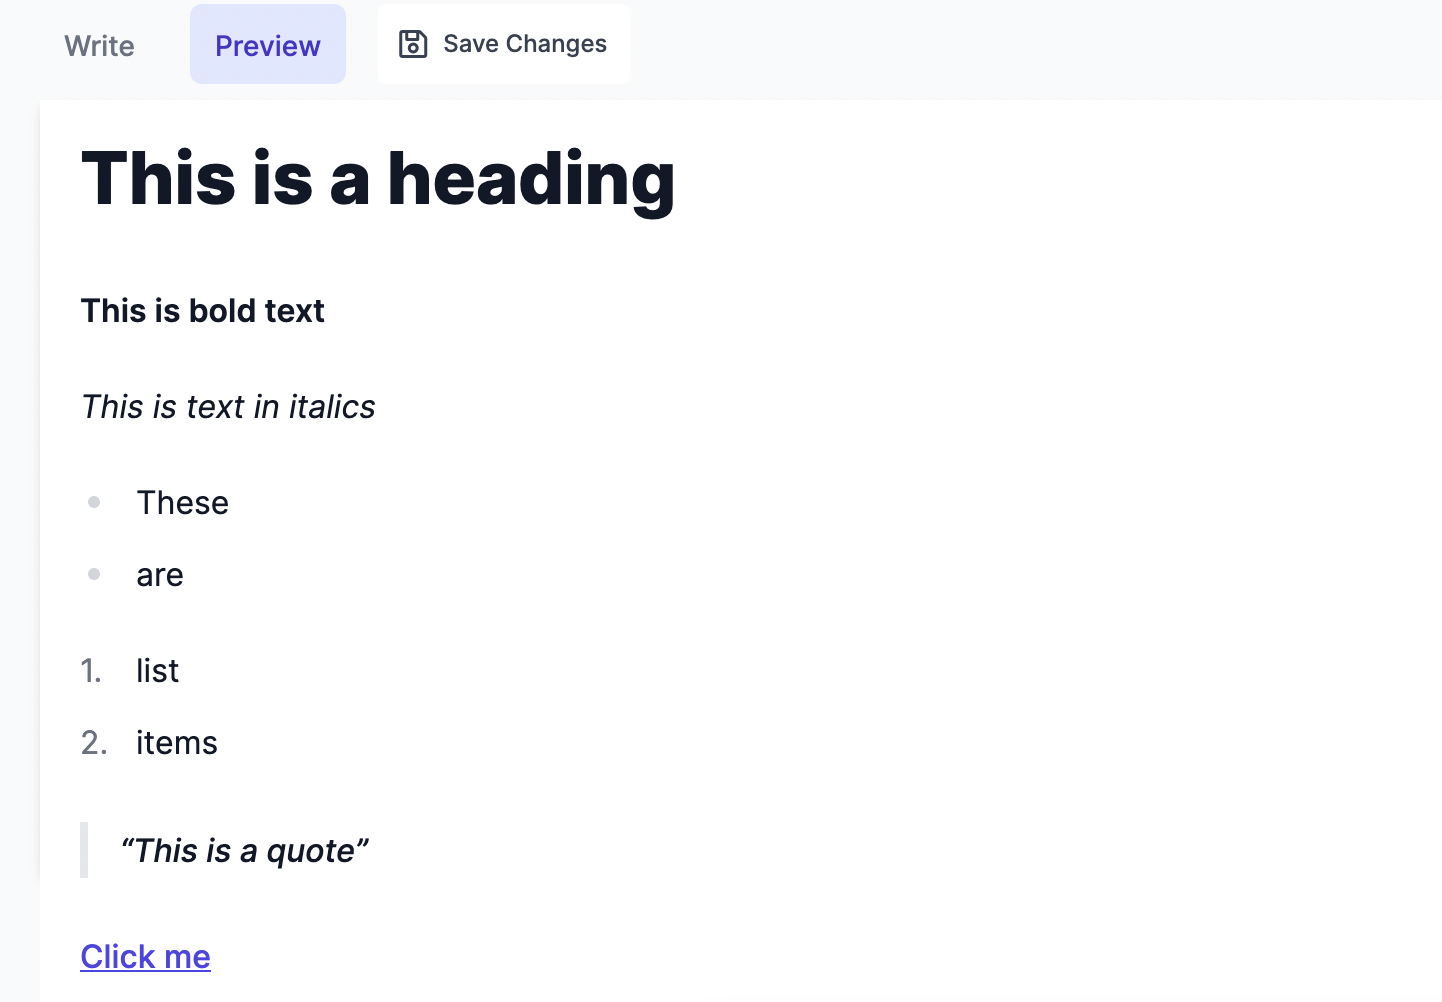 Write
Preview
Save Changes
This is a heading
This is bold text
This is text in italics
These
are
1. list
2. items
“This is a quote”
Click me